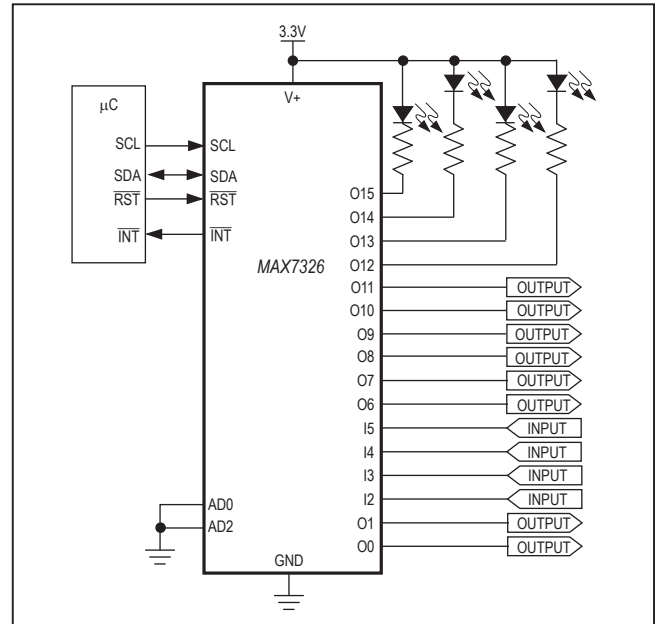 3.3V
V+
µC
SCL
SDA
RST
INT
SCL
SDA
RST
INT
MAX7326
AD0
AD2
GND
O15
O14
O13
O12
O11 OUTPUT
O10 OUTPUT
O9 OUTPUT
O8 OUTPUT
O7 OUTPUT
O6 OUTPUT
I5 INPUT
I4 INPUT
I3 INPUT
I2 INPUT
O1 OUTPUT
O0 OUTPUT